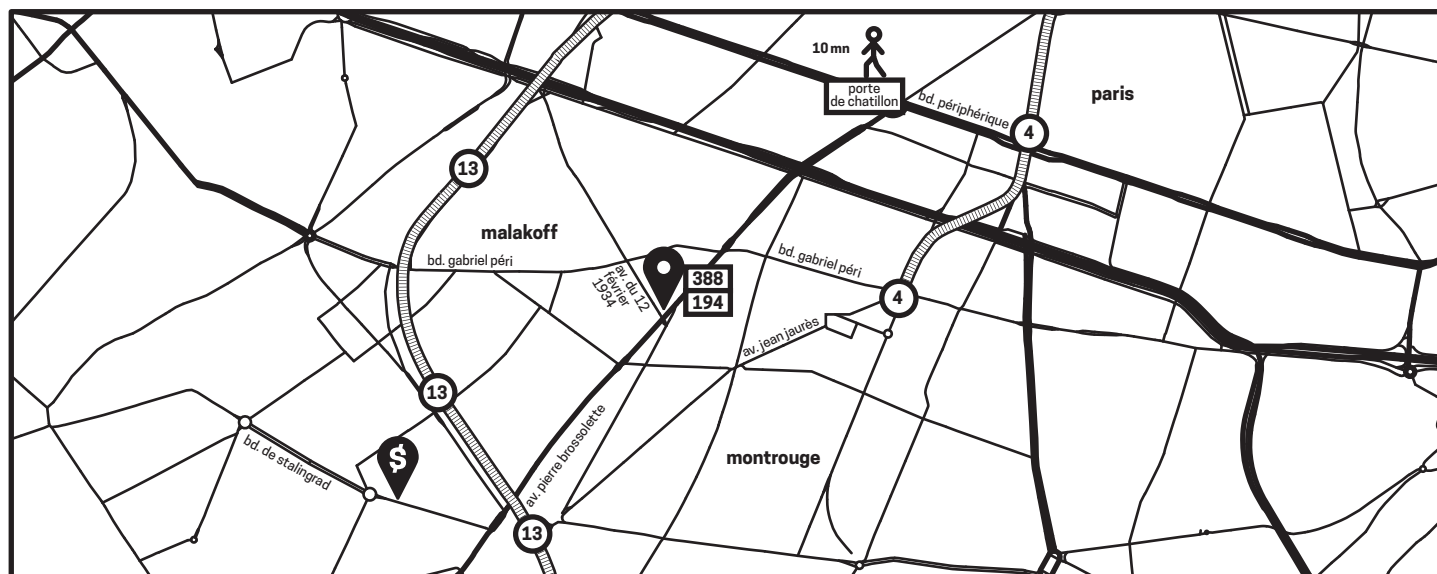 10 mn
porte
de chatillon
bd. périphérique
paris
4
13
malakoff
bd. gabriel péri
bd. gabriel péri
av. du 12
février
1934
388
194
4
av. jean jaurès
13
bd. de stalingrad
$
av. pierre brossolette
montrouge
13